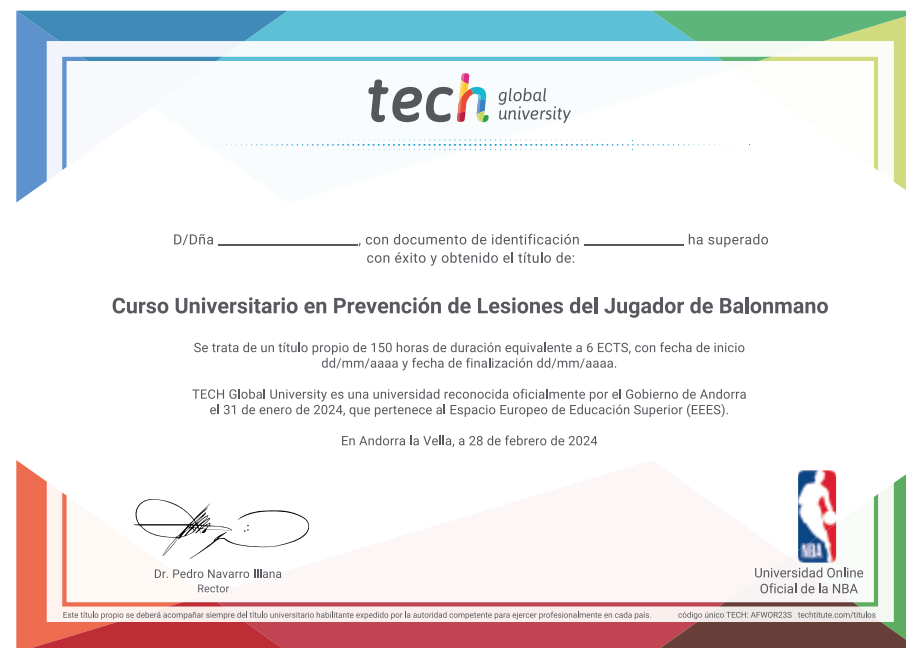 tech global university
D/Dña ____________________, con documento de identificación ______________ ha superado
con éxito y obtenido el título de:
Curso Universitario en Prevención de Lesiones del Jugador de Balonmano
Se trata de un título propio de 150 horas de duración equivalente a 6 ECTS, con fecha de inicio
dd/mm/aaaa y fecha de finalización dd/mm/aaaa.
TECH Global University es una universidad reconocida oficialmente por el Gobierno de Andorra
el 31 de enero de 2024, que pertenece al Espacio Europeo de Educación Superior (EEES).
En Andorra la Vella, a 28 de febrero de 2024
NBA
Dr. Pedro Navarro Illana
Rector
Universidad Online
Oficial de la NBA
Este título propio se deberá acompañar siempre del título universitario habilitante expedido por la autoridad competente para ejercer profesionalmente en cada país. código único TECH: AFWOR23S techtitute.com/titulos